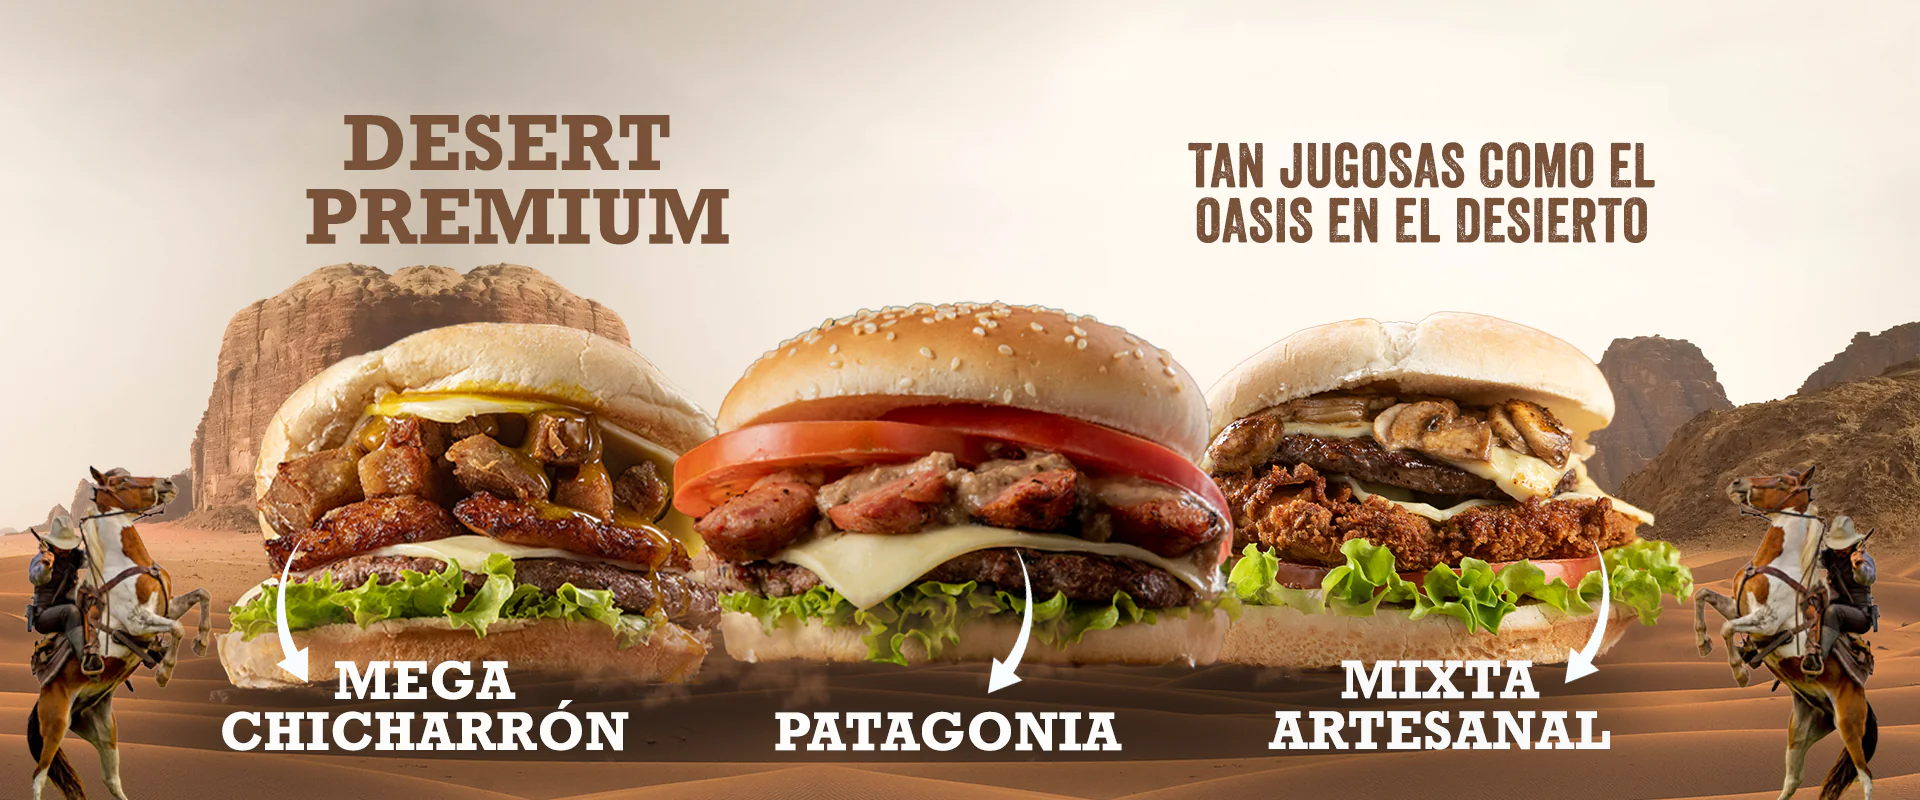 DESERT
PREMIUM
TAN JUGOSAS COMO EL
OASIS EN EL DESIERTO
MEGA
CHICHARRÓN
PATAGONIA
MIXTA
ARTESANAL